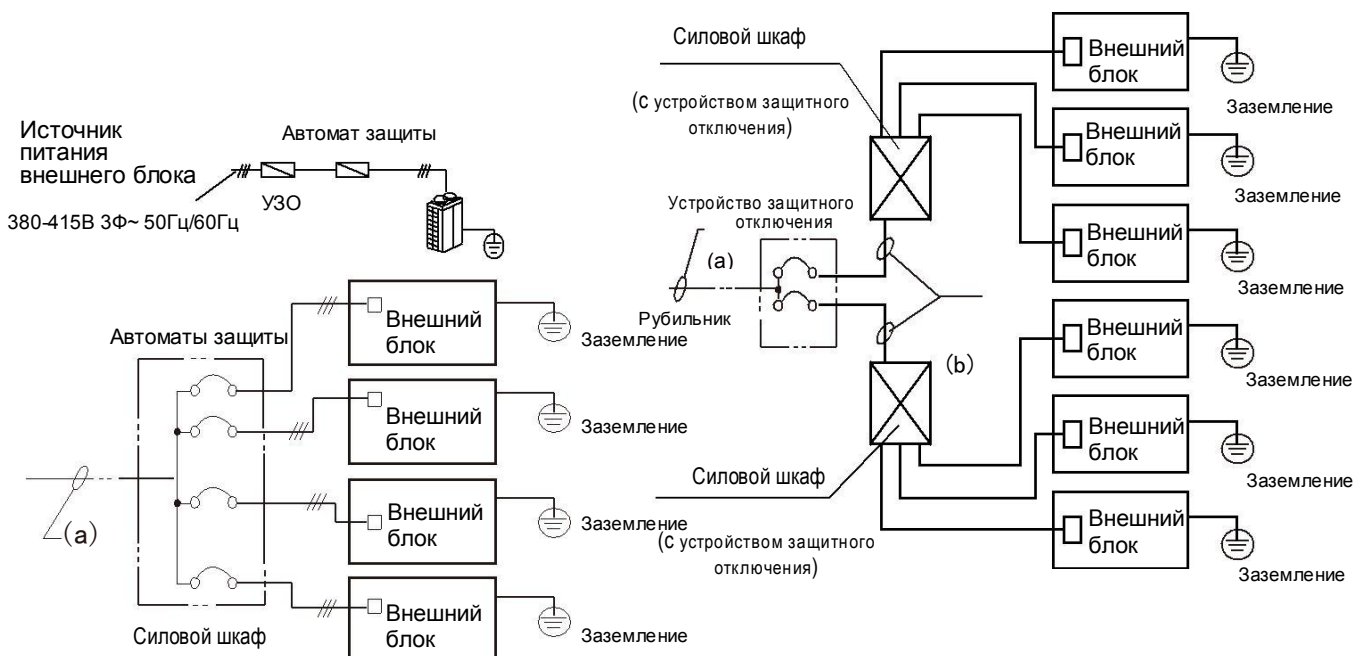 Источник
питания
внешнего блока
380-415В 3Ф~ 50Гц/60Гц
Автомат защиты
УЗО
Автоматы защиты
(a)
Силовой шкаф
Внешний
блок
Заземление
Внешний
блок
Заземление
Внешний
блок
Заземление
Внешний
блок
Заземление
Силовой шкаф
(С устройством защитного
отключения)
Устройство защитного
отключения
(a)
Рубильник
(b)
Силовой шкаф
(С устройством защитного
отключения)
Внешний
блок
Заземление
Внешний
блок
Заземление
Внешний
блок
Заземление
Внешний
блок
Заземление
Внешний
блок
Заземление
Внешний
блок
Заземление